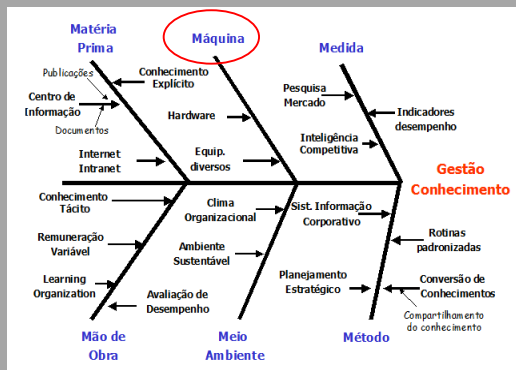 Matéria
Prima
Máquina
Medida
Publicações
Conhecimento
Explícito
Centro de
Informação
Documentos
Internet
Intranet
Hardware
Equip.
diversos
Pesquisa
Mercado
Indicadores
desempenho
Inteligência
Competitiva
Gestão
Conhecimento
Conhecimento
Tácito
Remuneração
Variável
Learning
Organization
Avaliação de
Desempenho
Clima
Organizacional
Ambiente
Sustentável
Sist. Informação
Corporativo
Rotinas
padronizadas
Planejamento
Estratégico
Conversão de
Conhecimentos
Compartilhamento
do conhecimento
Mão de
Obra
Meio
Ambiente
Método